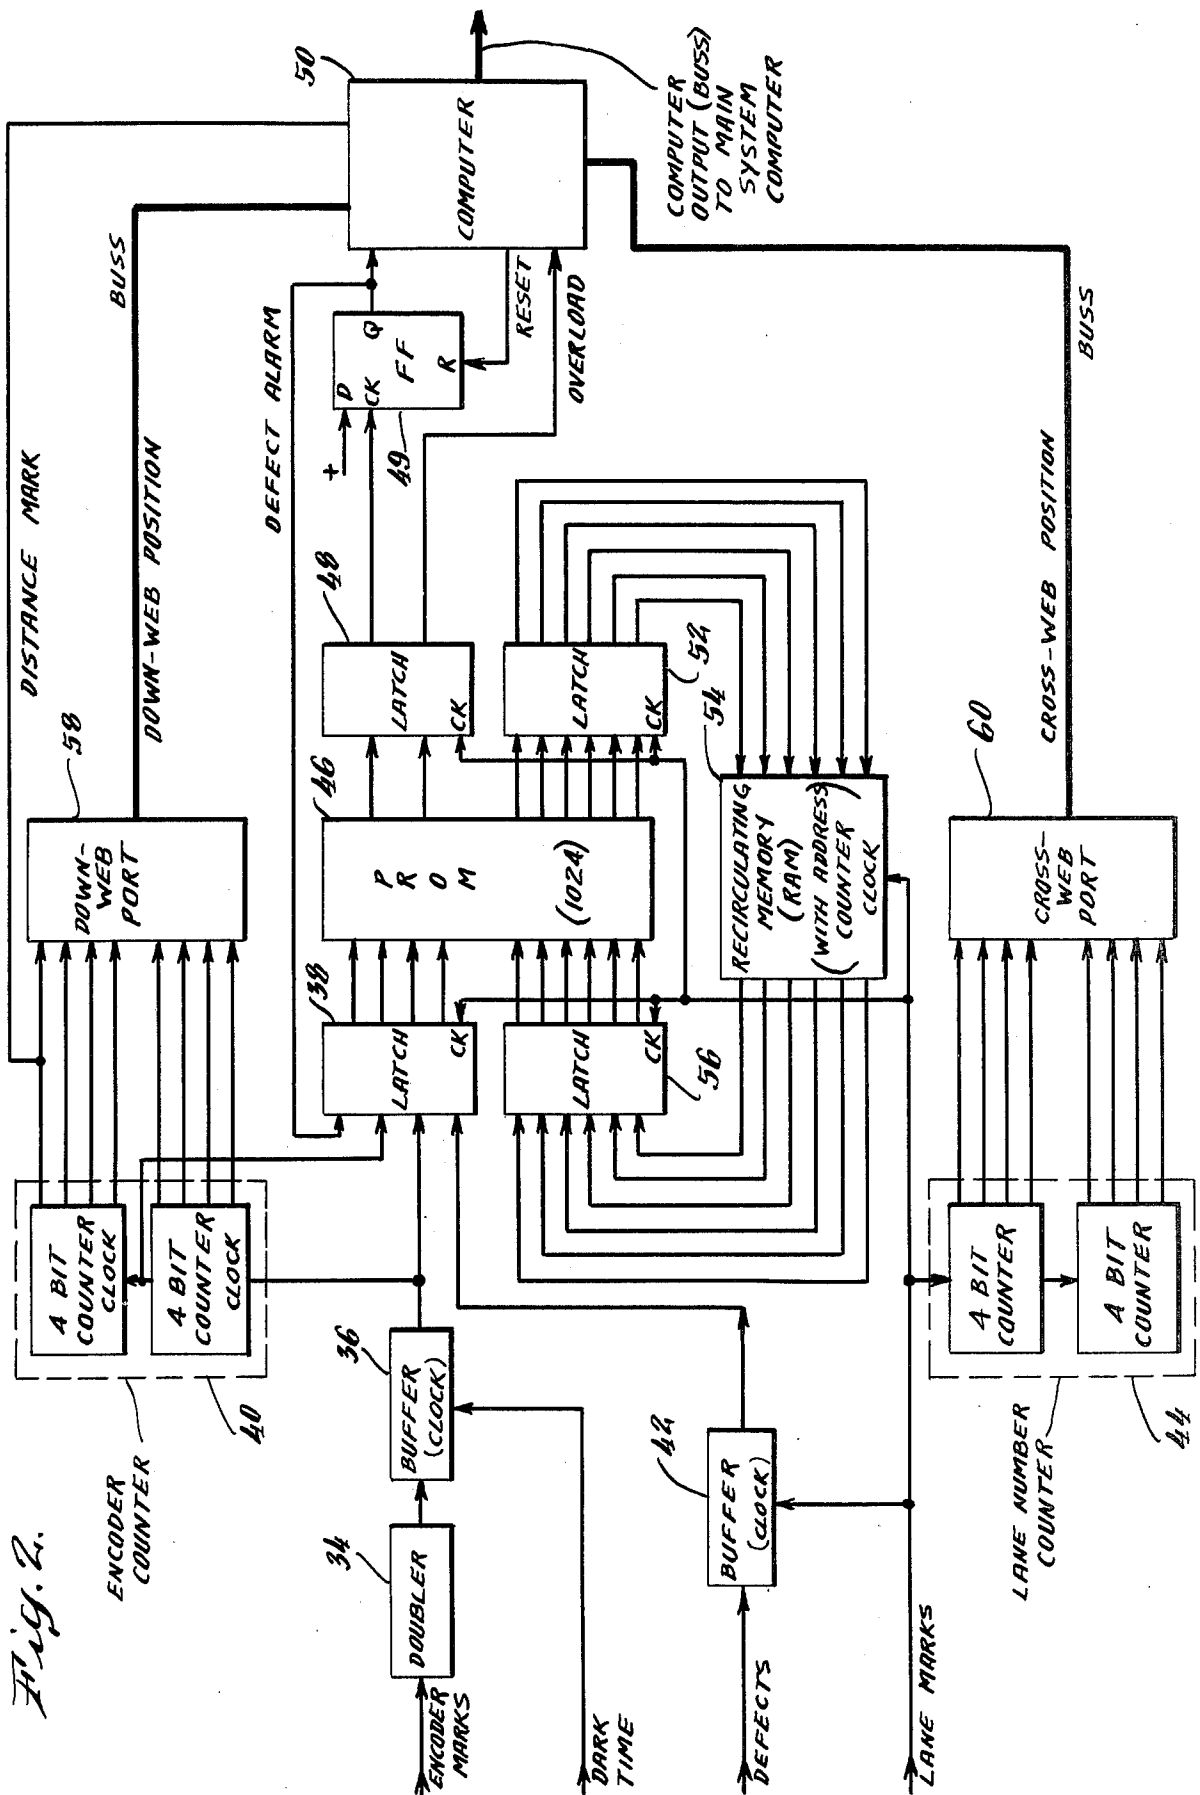 Fig. 2.
ENCODER
COUNTER
40
4 BIT
COUNTER
CLOCK
4 BIT
COUNTER
CLOCK
DOWN-
WEB
PORT
58
DISTANCE MARK
DOWN-WEB POSITION
BUSS
ENCODER
MARKS
DOUBLER
34
BUFFER
(CLOCK)
36
DARK
TIME
LATCH
CK
38
P
R
O
M
(1024)
46
LATCH
CK
48
DEFECT ALARM
+
D
CK
Q
FF
R
49
RESET
OVERLOAD
COMPUTER
50
COMPUTER
OUTPUT (BUSS)
TO MAIN
SYSTEM
COMPUTER
LATCH
CK
56
LATCH
CK
52
RECIRCULATING
MEMORY
(RAM)
(WITH ADDRESS)
(COUNTER)
CLOCK
54
DEFECTS
BUFFER
(CLOCK)
42
LANE MARKS
LANE NUMBER
COUNTER
44
4 BIT
COUNTER
4 BIT
COUNTER
CROSS-
WEB
PORT
60
CROSS-WEB POSITION
BUSS